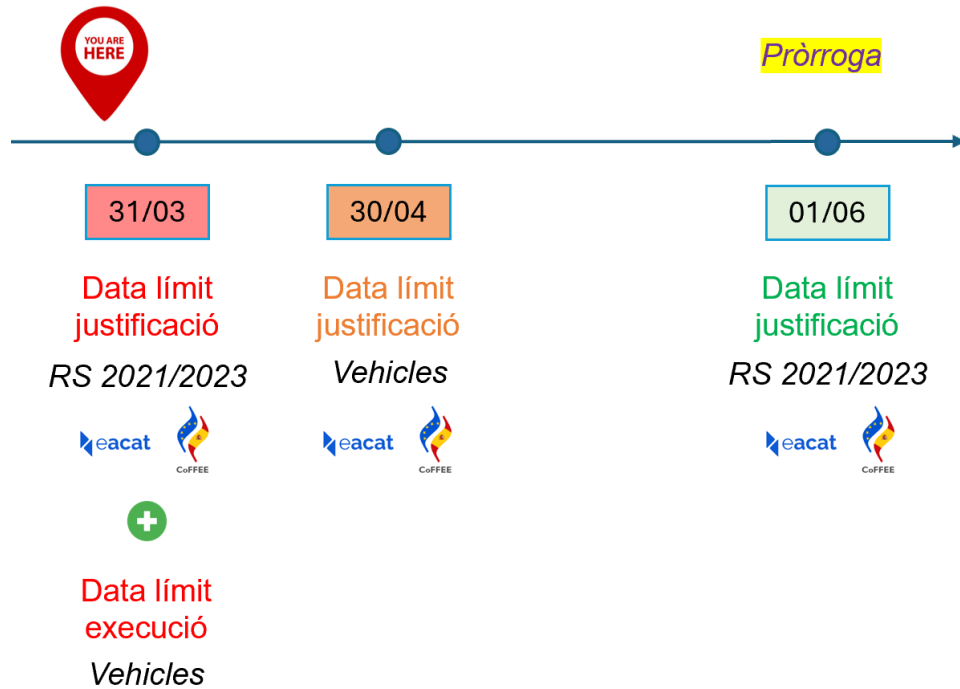 YOU ARE
HERE
Pròrroga
31/03
30/04
01/06
Data límit
justificació
RS 2021/2023
eacat
CoFFEE
Data límit
justificació
Vehicles
eacat
CoFFEE
Data límit
justificació
RS 2021/2023
eacat
CoFFEE
Data límit
execució
Vehicles